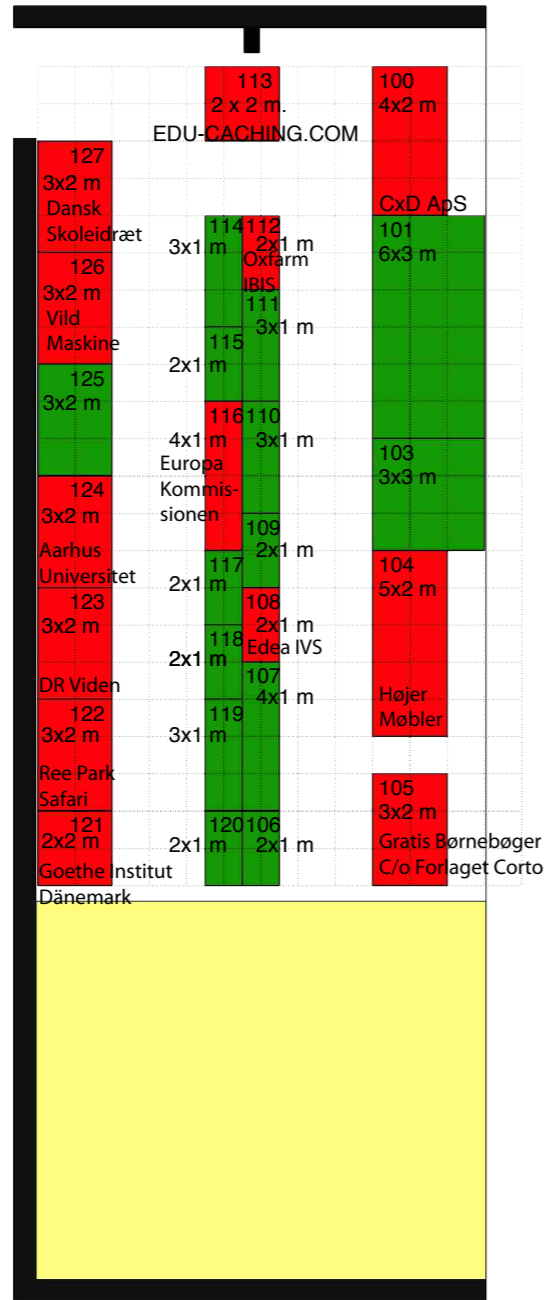 113
2 x 2 m.
EDU-CACHING.COM
100
4x2 m
CxD ApS
127
3x2 m
Dansk
Skoleidræt
126
3x2 m
Vild
Maskine
125
3x2 m
124
3x2 m
Aarhus
Universitet
123
3x2 m
DR Viden
122
3x2 m
Ree Park
Safari
121
2x2 m
Goethe Institut
Dänemark
114
3x1 m
115
2x1 m
116
4x1 m
Europa
Kommis-
sionen
117
2x1 m
118
2x1 m
119
3x1 m
120
2x1 m
112
2x1 m
Oxfarm
IBIS
111
3x1 m
110
3x1 m
109
2x1 m
108
2x1 m
Edea IVS
107
4x1 m
106
2x1 m
101
6x3 m
103
3x3 m
104
5x2 m
Højer
Møbler
105
3x2 m
Gratis Børnebøger
C/o Forlaget Corto